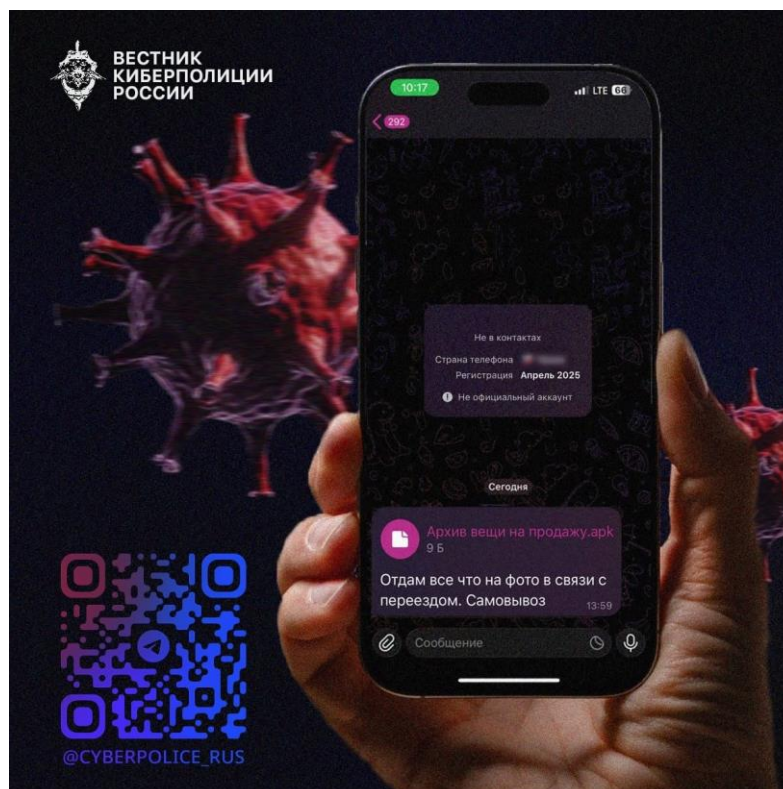 ВЕСТНИК
КИБЕРПОЛИЦИИ
РОССИИ
10:17
LTE 66
292
Не в контактах
Страна телефона
Регистрация Апрель 2025
Не официальный аккаунт
Сегодня
Архив вещи на продажу.apk
9 Б
Отдам все что на фото в связи с
переездом. Самовывоз
13:59
Сообщение
@CYBERPOLICE_RUS